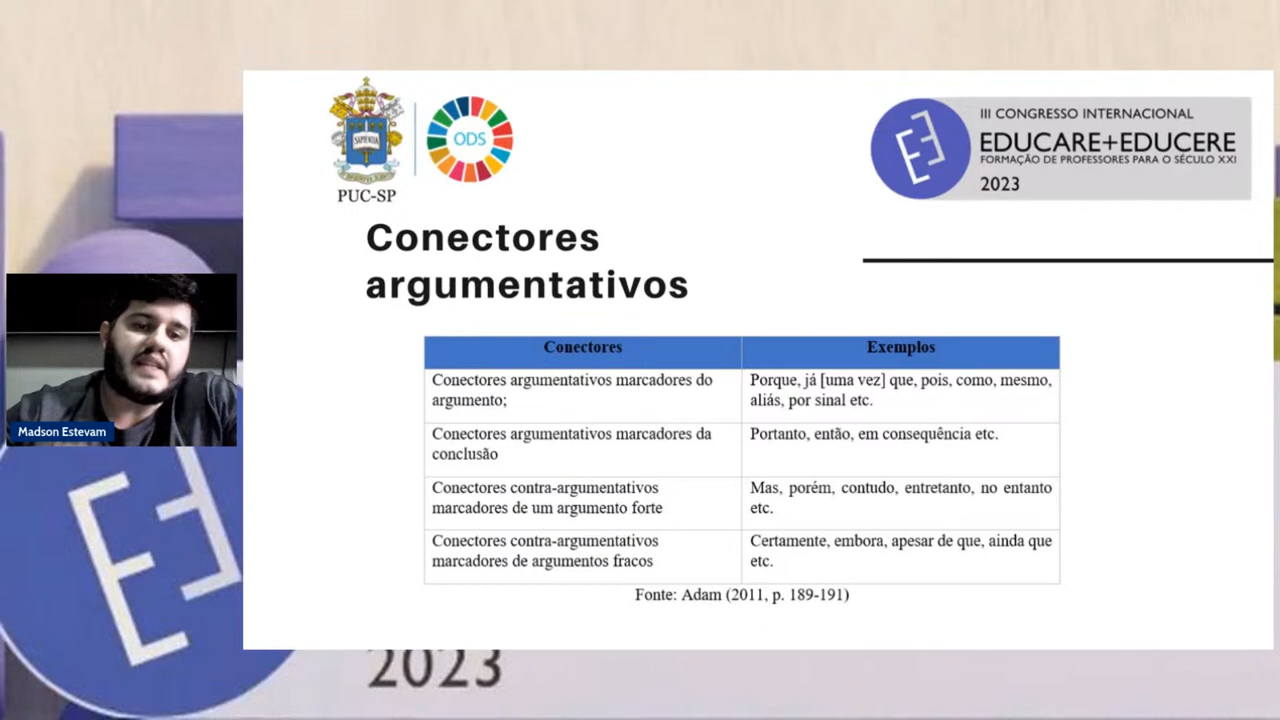 SAPIENTIA
PUC-SP
ODS
III CONGRESSO INTERNACIONAL
EDUCARE+EDUCERE
FORMAÇÃO DE PROFESSORES PARA O SÉCULO XXI
2023
Conectores
argumentativos
Conectores
Exemplos
Conectores argumentativos marcadores do
argumento;
Porque, já [uma vez] que, pois, como, mesmo,
aliás, por sinal etc.
Conectores argumentativos marcadores da
conclusão
Portanto, então, em consequência etc.
Conectores contra-argumentativos
marcadores de um argumento forte
Mas, porém, contudo, entretanto, no entanto
etc.
Conectores contra-argumentativos
marcadores de argumentos fracos
Certamente, embora, apesar de que, ainda que
etc.
Fonte: Adam (2011, p. 189-191)
Madson Estevam
2023